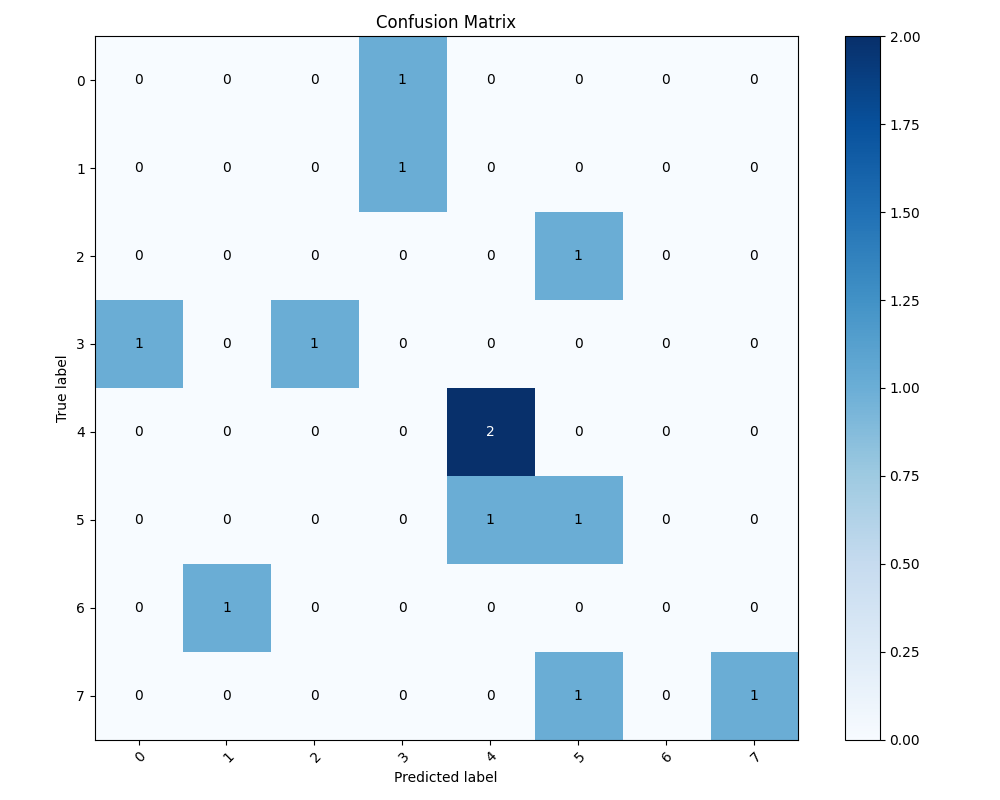 Confusion Matrix
0 0 0 0 1 0 0 0 0
1 0 0 0 1 0 0 0 0
2 0 0 0 0 0 1 0 0
3 1 0 1 0 0 0 0 0
4 0 0 0 0 2 0 0 0
5 0 0 0 0 1 1 0 0
6 0 1 0 0 0 0 0 0
7 0 0 0 0 0 1 0 1
0 1 2 3 4 5 6 7
Predicted label
True label
2.00
1.75
1.50
1.25
1.00
0.75
0.50
0.25
0.00